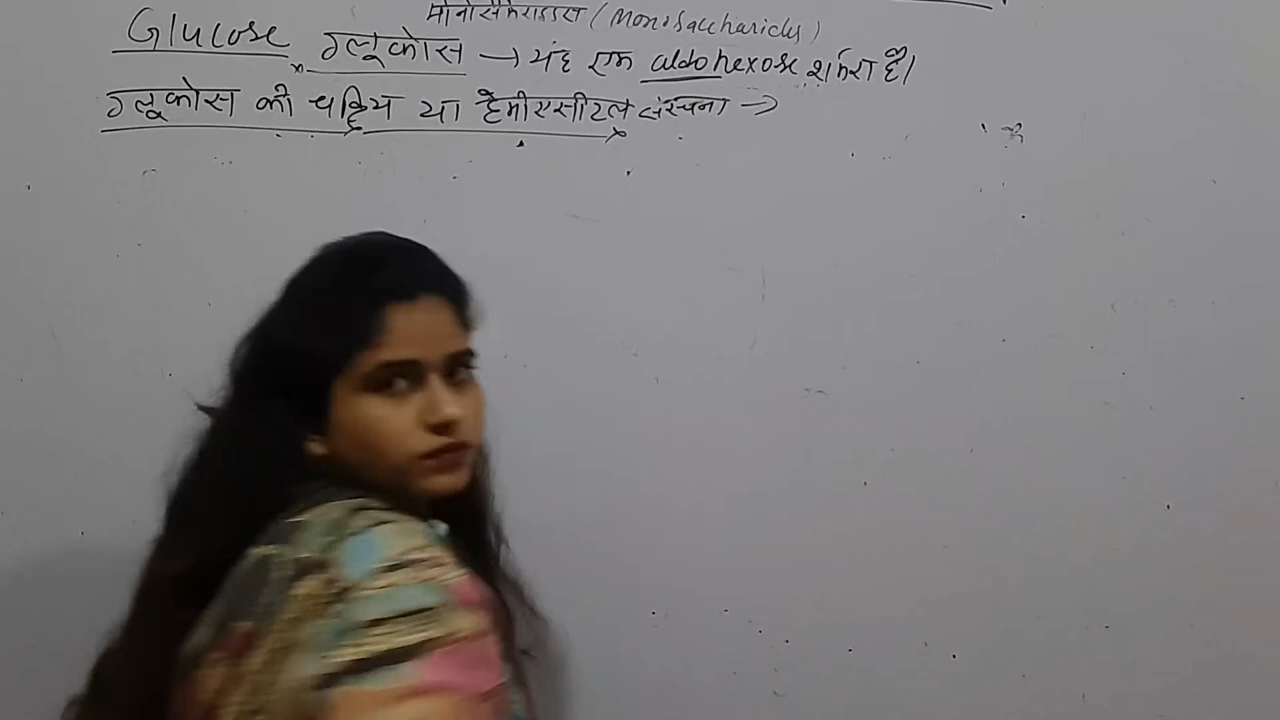 मोनोसैकेराइडस (Monosaccharides)
Glucose ग्लूकोस → यह एक aldohexose शर्करा है।
ग्लूकोस की चक्रिय या हैमीएसीटल संरचना →